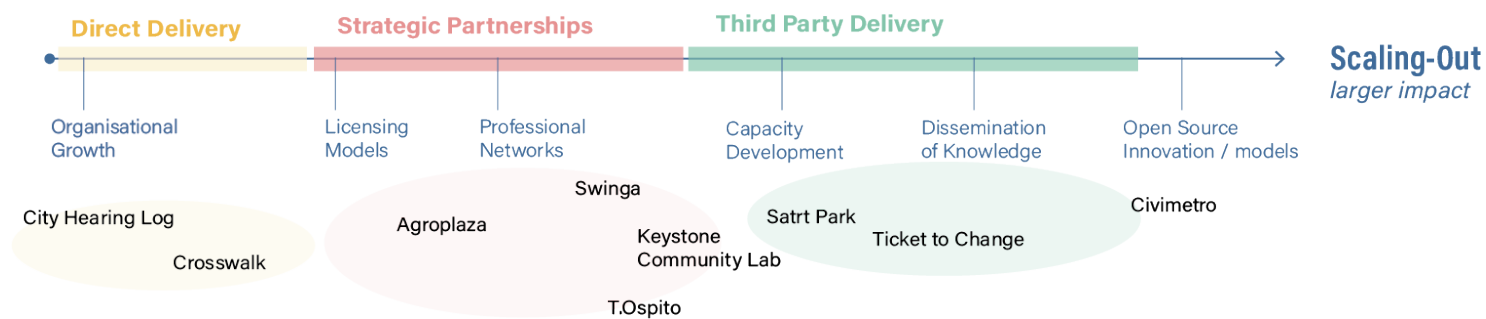 Direct Delivery
Strategic Partnerships
Third Party Delivery
Scaling-Out
larger impact
Organisational
Growth
Licensing
Models
Professional
Networks
Capacity
Development
Dissemination
of Knowledge
Open Source
Innovation / models
City Hearing Log
Crosswalk
Agroplaza
Swinga
Keystone
Community Lab
T.Ospito
Satrt Park
Ticket to Change
Civimetro